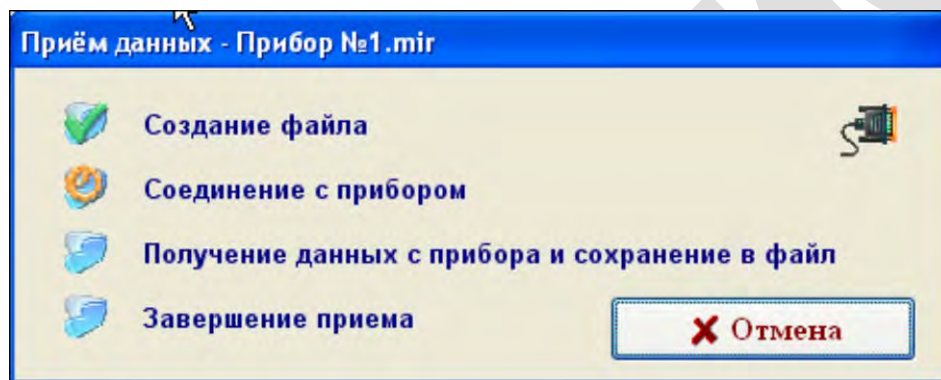 Приём данных - Прибор №1.mir
Создание файла
Соединение с прибором
Получение данных с прибора и сохранение в файл
Завершение приема
Отмена